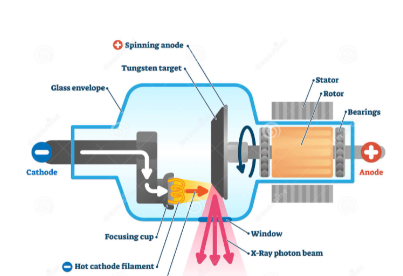 Spinning anode
Tungsten target
Glass envelope
Stator
Rotor
Bearings
Cathode
Anode
Focusing cup
Window
X-Ray photon beam
Hot cathode filament